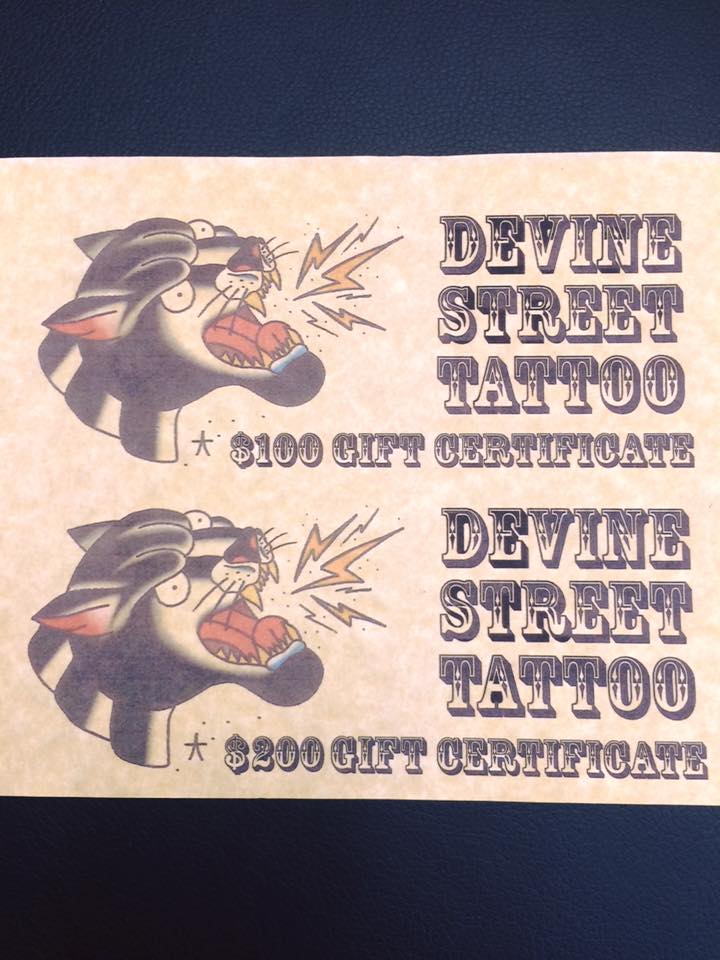 DEVINE
STREET
TATTOO
$100 GIFT CERTIFICATE
DEVINE
STREET
TATTOO
$200 GIFT CERTIFICATE